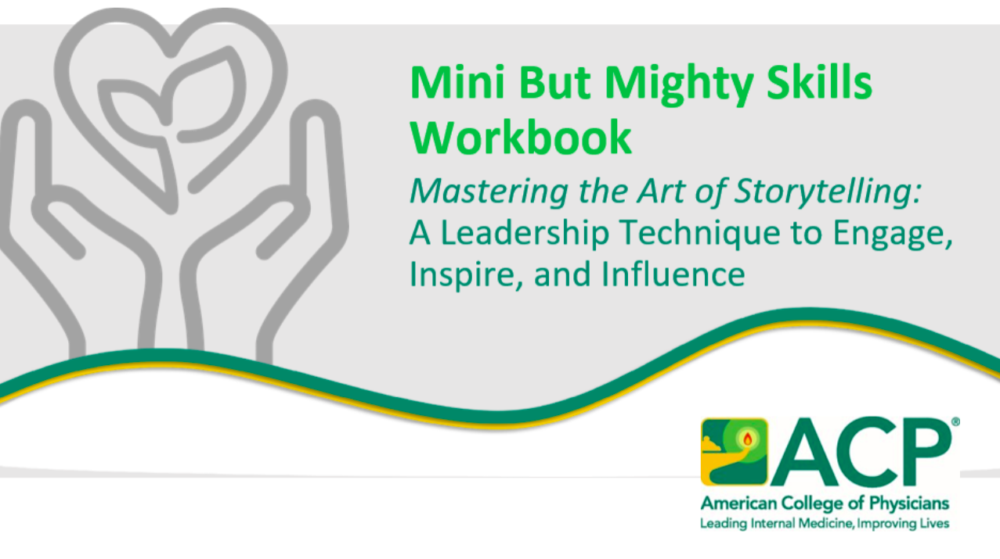 Mini But Mighty Skills
Workbook
Mastering the Art of Storytelling:
A Leadership Technique to Engage,
Inspire, and Influence
ACP®
American College of Physicians
Leading Internal Medicine, Improving Lives